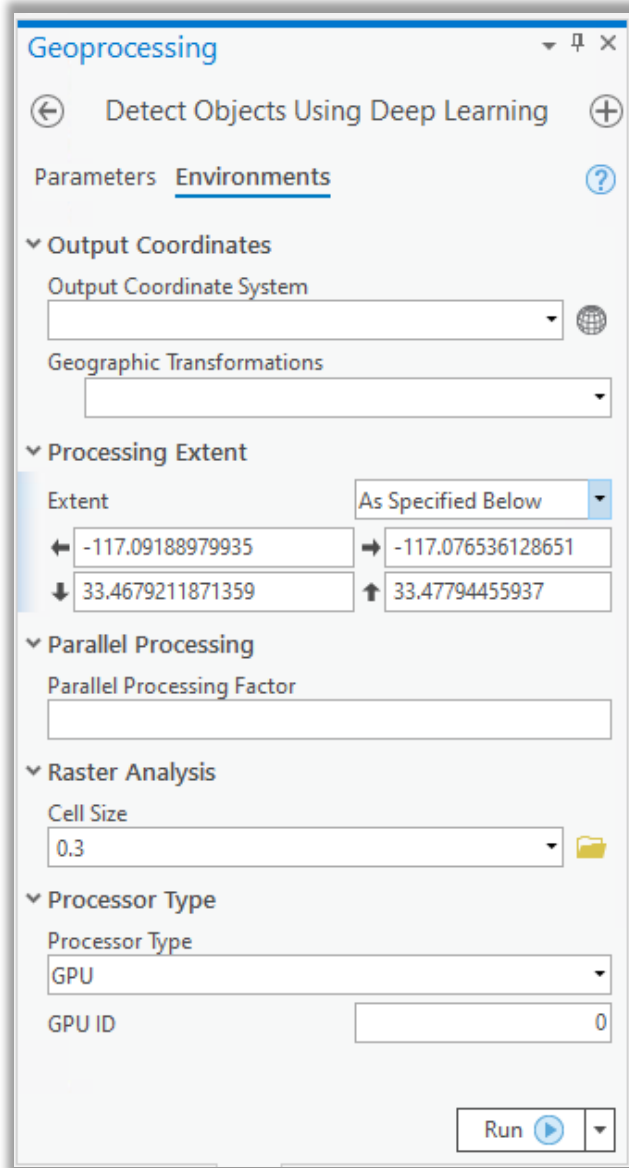 Geoprocessing
Detect Objects Using Deep Learning
Parameters Environments
Output Coordinates
Output Coordinate System
Geographic Transformations
Processing Extent
Extent As Specified Below
-117.09188979935 -117.076536128651
33.4679211871359 33.47794455937
Parallel Processing
Parallel Processing Factor
Raster Analysis
Cell Size
0.3
Processor Type
Processor Type
GPU
GPU ID 0
Run